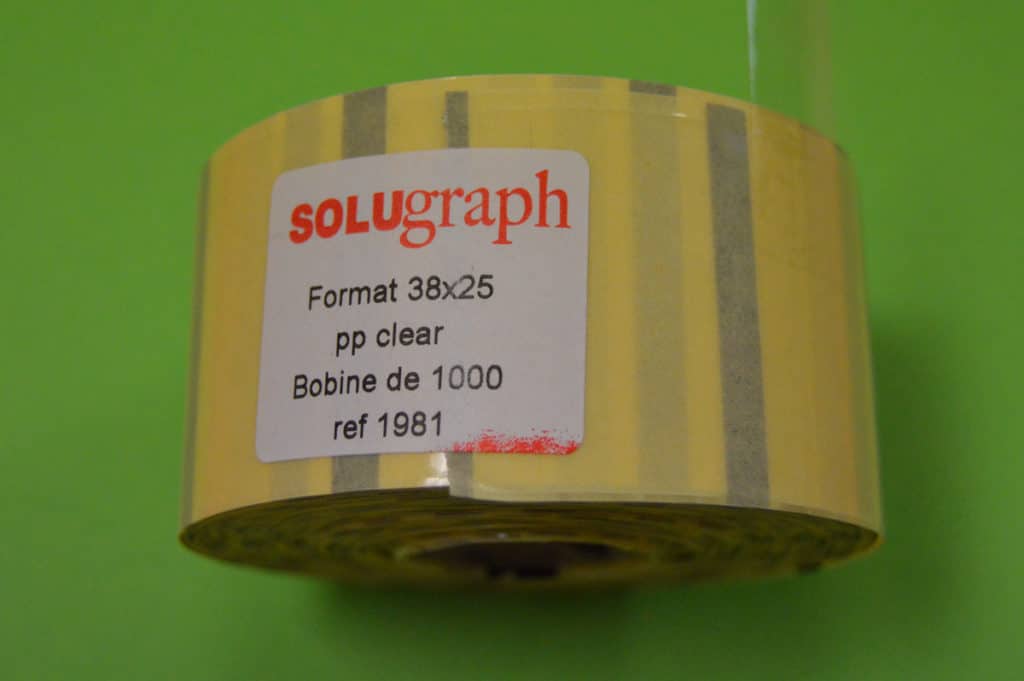 SOLUgraph
Format 38x25
pp clear
Bobine de 1000
ref 1981